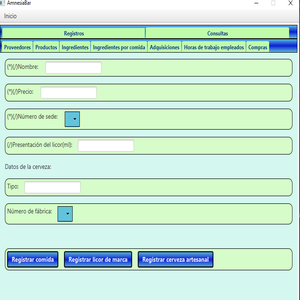 AmnesiaBar
Inicio
Registros Consultas
Proveedores Productos Ingredientes Ingredientes por comida Adquisiciones Horas de trabajo empleados Compras
(*)(/)Nombre:
(*)(/)Precio:
(*)(/)Número de sede:
(/)Presentación del licor(ml):
Datos de la cerveza:
Tipo:
Número de fábrica:
Registrar comida Registrar licor de marca Registrar cerveza artesanal